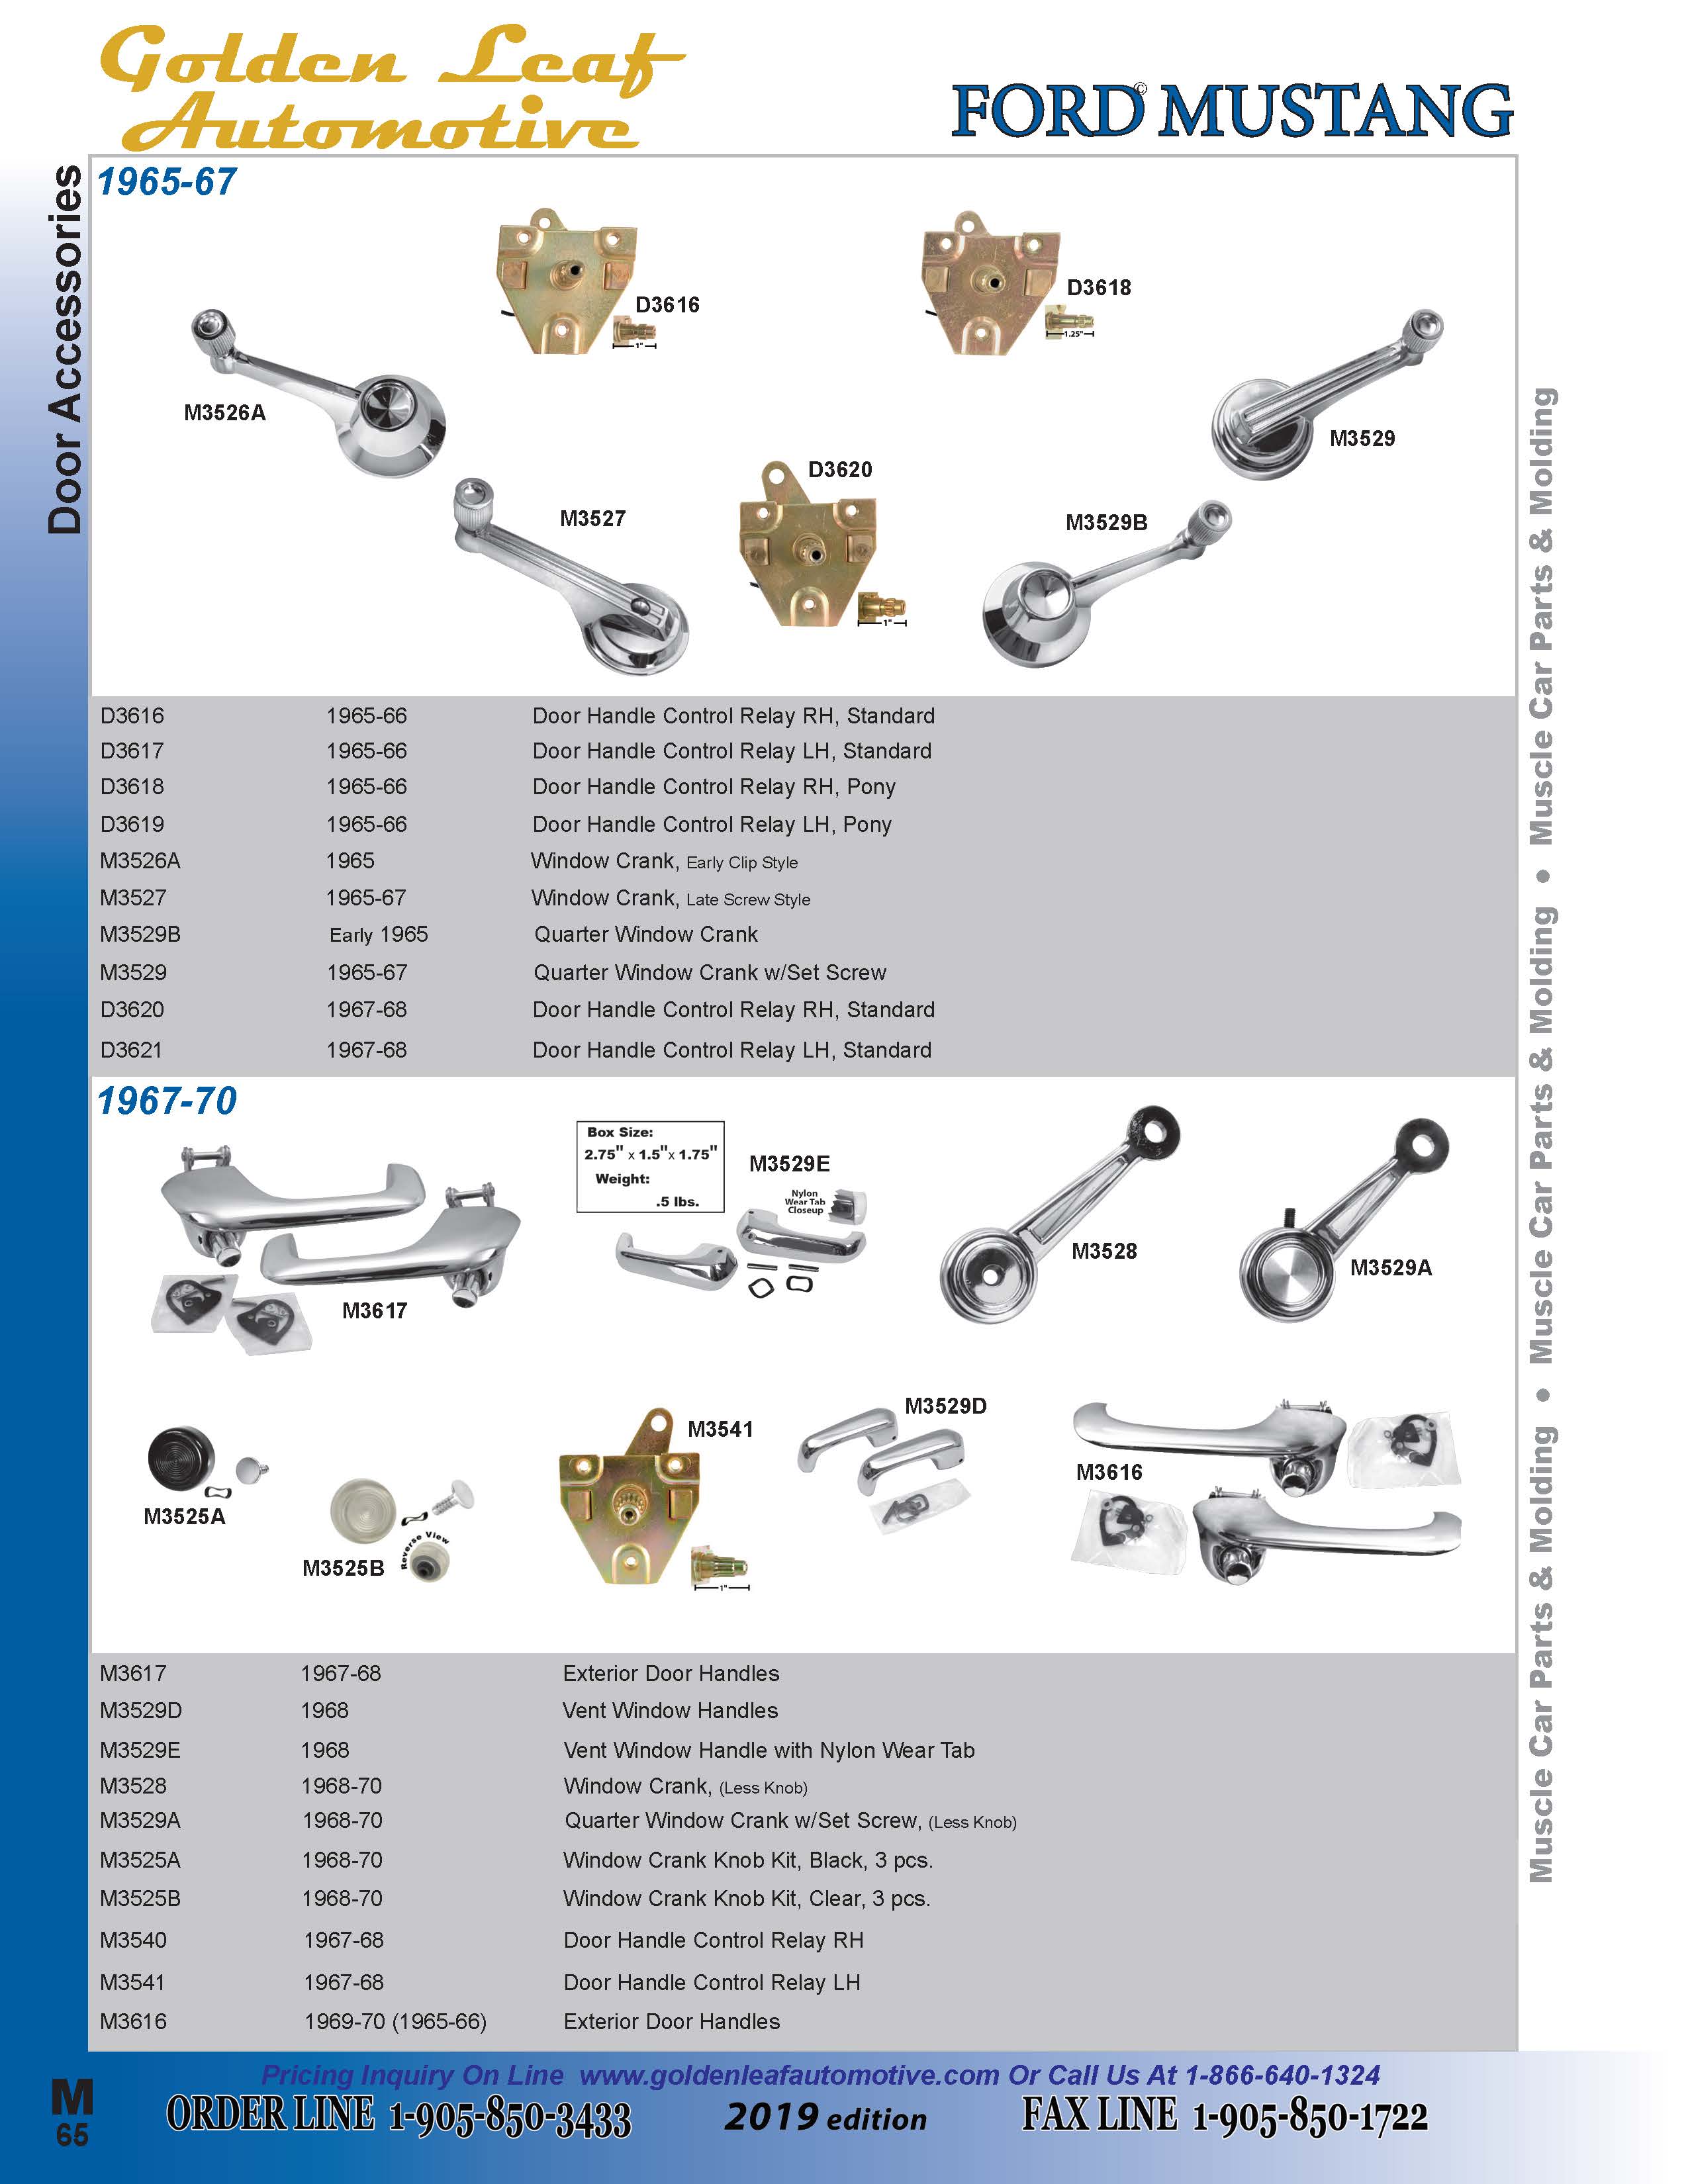 Golden Leaf
Automotive
FORD© MUSTANG
Door Accessories
1965-67
D3616
1"
D3618
1.25"
M3526A
M3529
D3620
1"
M3527
M3529B
D3616 1965-66 Door Handle Control Relay RH, Standard
D3617 1965-66 Door Handle Control Relay LH, Standard
D3618 1965-66 Door Handle Control Relay RH, Pony
D3619 1965-66 Door Handle Control Relay LH, Pony
M3526A 1965 Window Crank, Early Clip Style
M3527 1965-67 Window Crank, Late Screw Style
M3529B Early 1965 Quarter Window Crank
M3529 1965-67 Quarter Window Crank w/Set Screw
D3620 1967-68 Door Handle Control Relay RH, Standard
D3621 1967-68 Door Handle Control Relay LH, Standard
1967-70
Box Size:
2.75" x 1.5"x 1.75"
Weight:
.5 lbs.
M3529E
Nylon
Wear Tab
Closeup
M3528
M3529A
M3617
M3529D
M3541
1"
M3616
M3525A
M3525B
Reverse View
M3617 1967-68 Exterior Door Handles
M3529D 1968 Vent Window Handles
M3529E 1968 Vent Window Handle with Nylon Wear Tab
M3528 1968-70 Window Crank, (Less Knob)
M3529A 1968-70 Quarter Window Crank w/Set Screw, (Less Knob)
M3525A 1968-70 Window Crank Knob Kit, Black, 3 pcs.
M3525B 1968-70 Window Crank Knob Kit, Clear, 3 pcs.
M3540 1967-68 Door Handle Control Relay RH
M3541 1967-68 Door Handle Control Relay LH
M3616 1969-70 (1965-66) Exterior Door Handles
Muscle Car Parts & Molding • Muscle Car Parts & Molding • Muscle Car Parts & Molding
Pricing Inquiry On Line www.goldenleafautomotive.com Or Call Us At 1-866-640-1324
M
65
ORDER LINE 1-905-850-3433
2019 edition
FAX LINE 1-905-850-1722